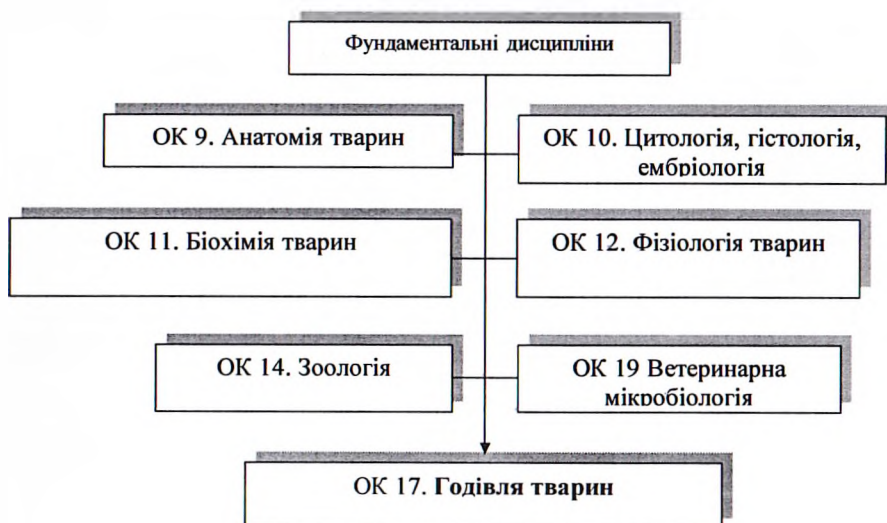 Фундаментальні дисципліни
ОК 9. Анатомія тварин
ОК 10. Цитологія, гістологія,
ембріологія
ОК 11. Біохімія тварин
ОК 12. Фізіологія тварин
ОК 14. Зоологія
ОК 19 Ветеринарна
мікробіологія
ОК 17. Годівля тварин